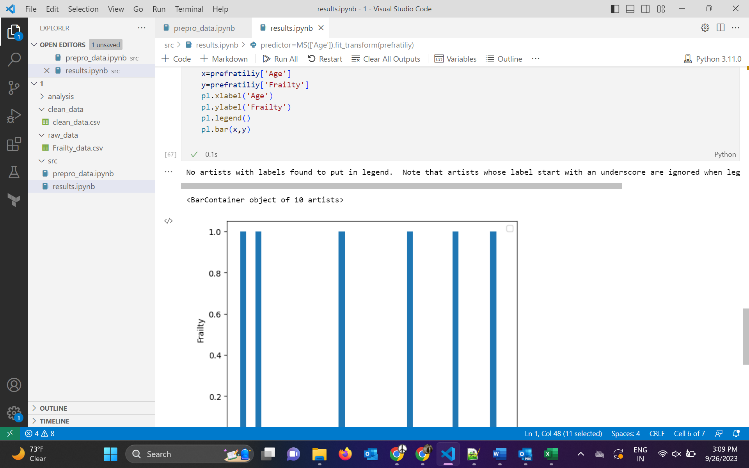 File Edit Selection View Go Run Terminal Help
results.ipynb - 1 - Visual Studio Code
EXPLORER
OPEN EDITORS 1 unsaved
prepro_data.ipynb src
results.ipynb src
1
analysis
clean_data
clean_data.csv
raw_data
Frailty_data.csv
src
prepro_data.ipynb
results.ipynb
OUTLINE
TIMELINE
prepro_data.ipynb
results.ipynb
src > results.ipynb > predictor=MS(['Age']).fit_transform(prefratiliy)
+ Code + Markdown Run All Restart Clear All Outputs Variables Outline ... Python 3.11.0
x=prefratiliy['Age']
y=prefratiliy['Frailty']
pl.xlabel('Age')
pl.ylabel('Frailty')
pl.legend()
pl.bar(x,y)
0.1s
Python
No artists with labels found to put in legend. Note that artists whose label start with an underscore are ignored when leg
<BarContainer object of 10 artists>
1.0
0.8
0.6
0.4
0.2
Frailty
4 8
Ln 1, Col 48 (11 selected) Spaces: 4 CRLF Cell 6 of 7
73°F
Clear
Search
ENG
IN
3:09 PM
9/26/2023